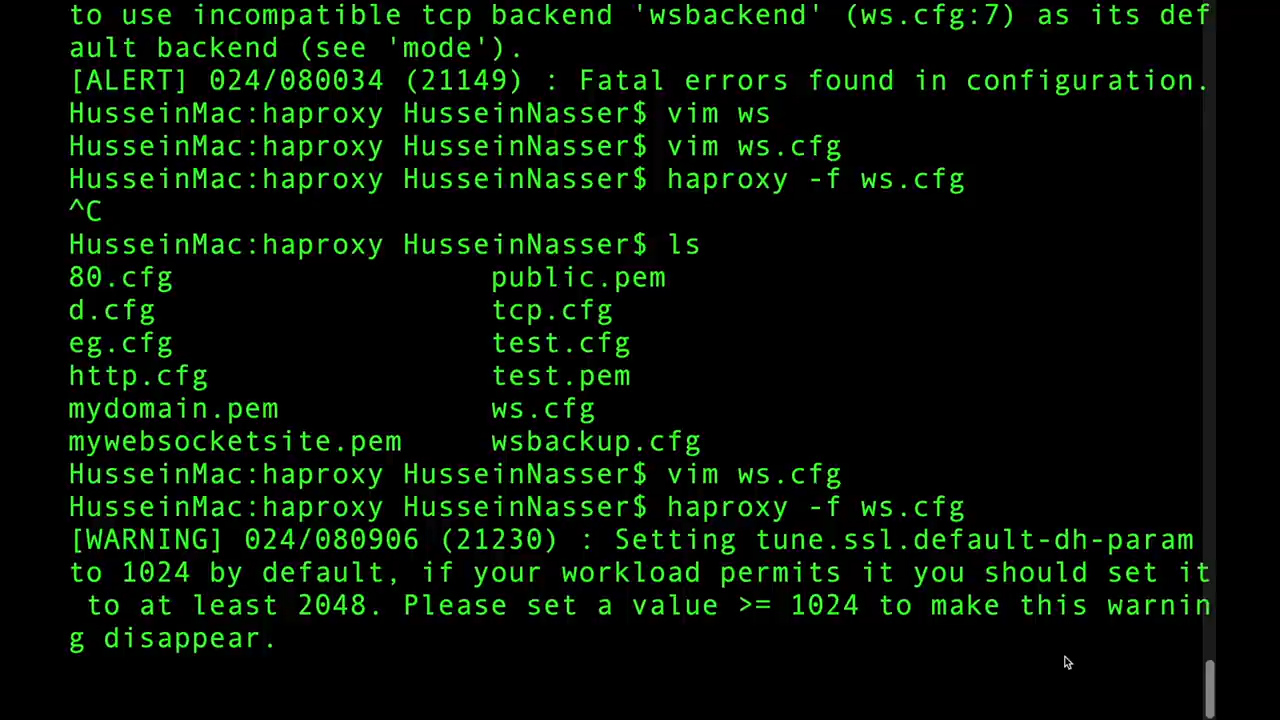 to use incompatible tcp backend 'wsbackend' (ws.cfg:7) as its def
ault backend (see 'mode').
[ALERT] 024/080034 (21149) : Fatal errors found in configuration.
HusseinMac:haproxy HusseinNasser$ vim ws
HusseinMac:haproxy HusseinNasser$ vim ws.cfg
HusseinMac:haproxy HusseinNasser$ haproxy -f ws.cfg
^C
HusseinMac:haproxy HusseinNasser$ ls
80.cfg                  public.pem
d.cfg                   tcp.cfg
eg.cfg                  test.cfg
http.cfg                test.pem
mydomain.pem            ws.cfg
mywebsocketsite.pem     wsbackup.cfg
HusseinMac:haproxy HusseinNasser$ vim ws.cfg
HusseinMac:haproxy HusseinNasser$ haproxy -f ws.cfg
[WARNING] 024/080906 (21230) : Setting tune.ssl.default-dh-param
to 1024 by default, if your workload permits it you should set it
 to at least 2048. Please set a value >= 1024 to make this warnin
g disappear.